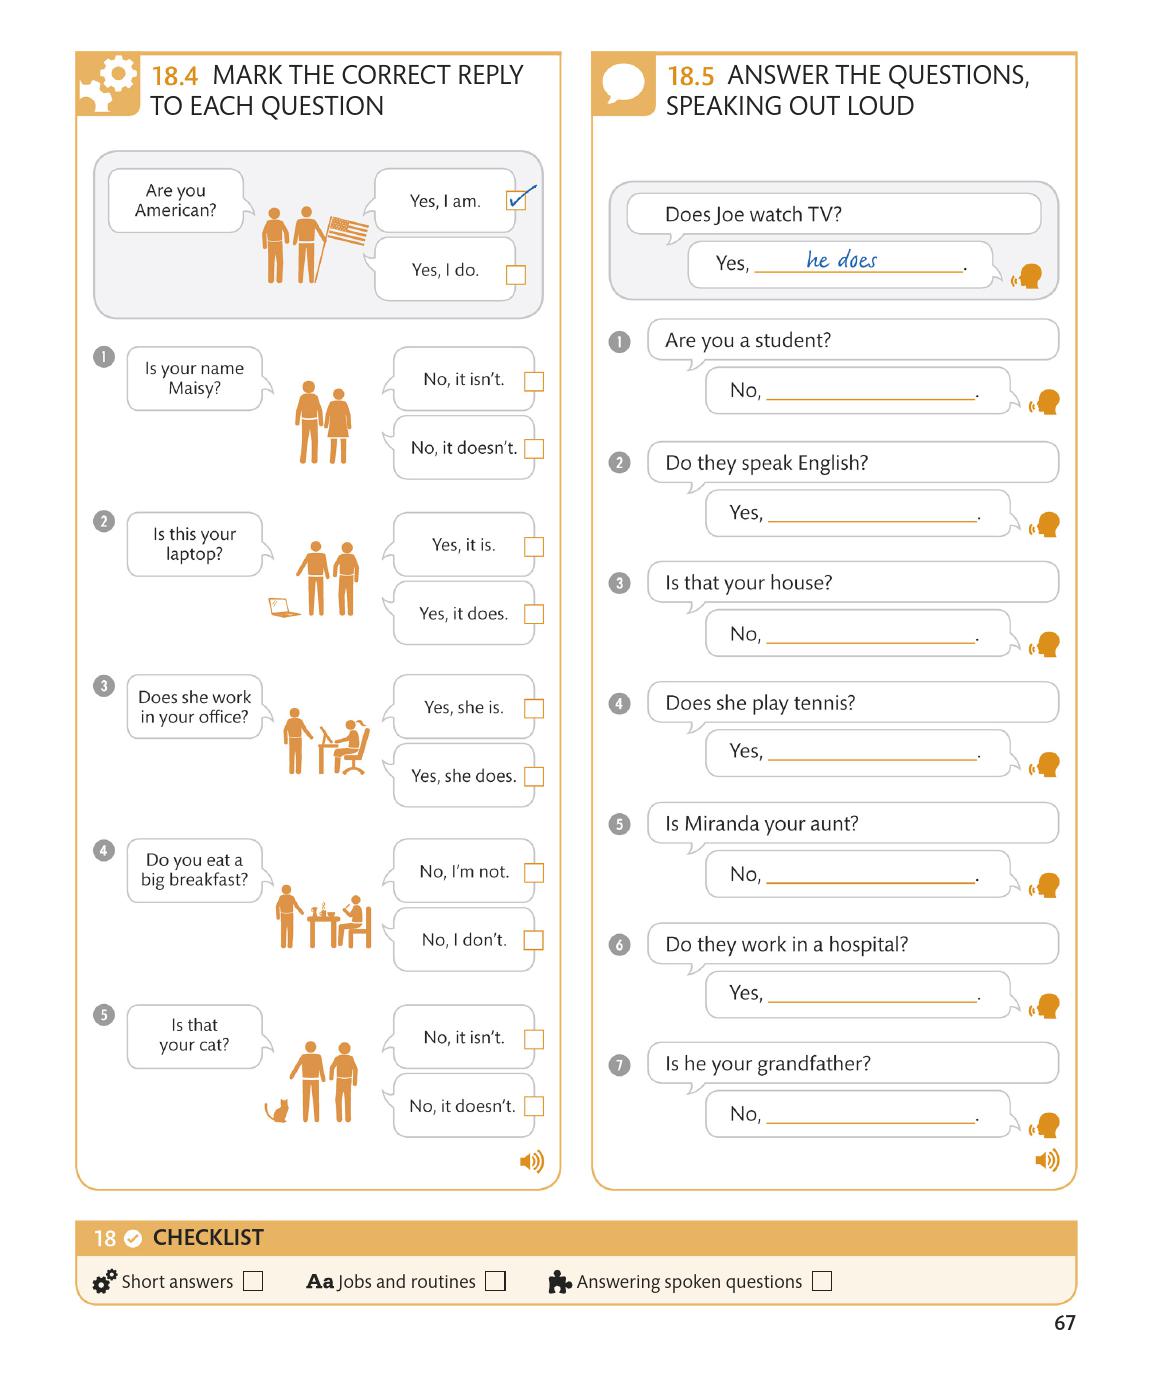 18.4 MARK THE CORRECT REPLY
TO EACH QUESTION
Are you
American?
Yes, I am.
Yes, I do.
1
Is your name
Maisy?
No, it isn't.
No, it doesn't.
2
Is this your
laptop?
Yes, it is.
Yes, it does.
3
Does she work
in your office?
Yes, she is.
Yes, she does.
4
Do you eat a
big breakfast?
No, I'm not.
No, I don't.
5
Is that
your cat?
No, it isn't.
No, it doesn't.
18.5 ANSWER THE QUESTIONS,
SPEAKING OUT LOUD
Does Joe watch TV?
Yes, he does.
1 Are you a student?
No, ____________________.
2 Do they speak English?
Yes, ____________________.
3 Is that your house?
No, ____________________.
4 Does she play tennis?
Yes, ____________________.
5 Is Miranda your aunt?
No, ____________________.
6 Do they work in a hospital?
Yes, ____________________.
7 Is he your grandfather?
No, ____________________.
18 CHECKLIST
Short answers Aa Jobs and routines Answering spoken questions
67